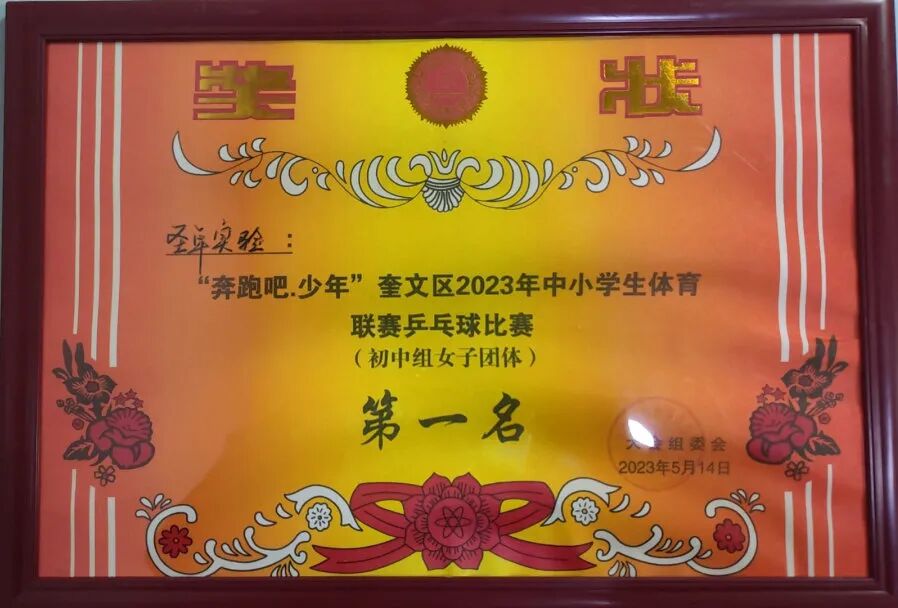 奖状
圣卓实验：
“奔跑吧.少年”奎文区2023年中小学生体育
联赛乒乓球比赛
（初中组女子团体）
第一名
大会组委会
2023年5月14日